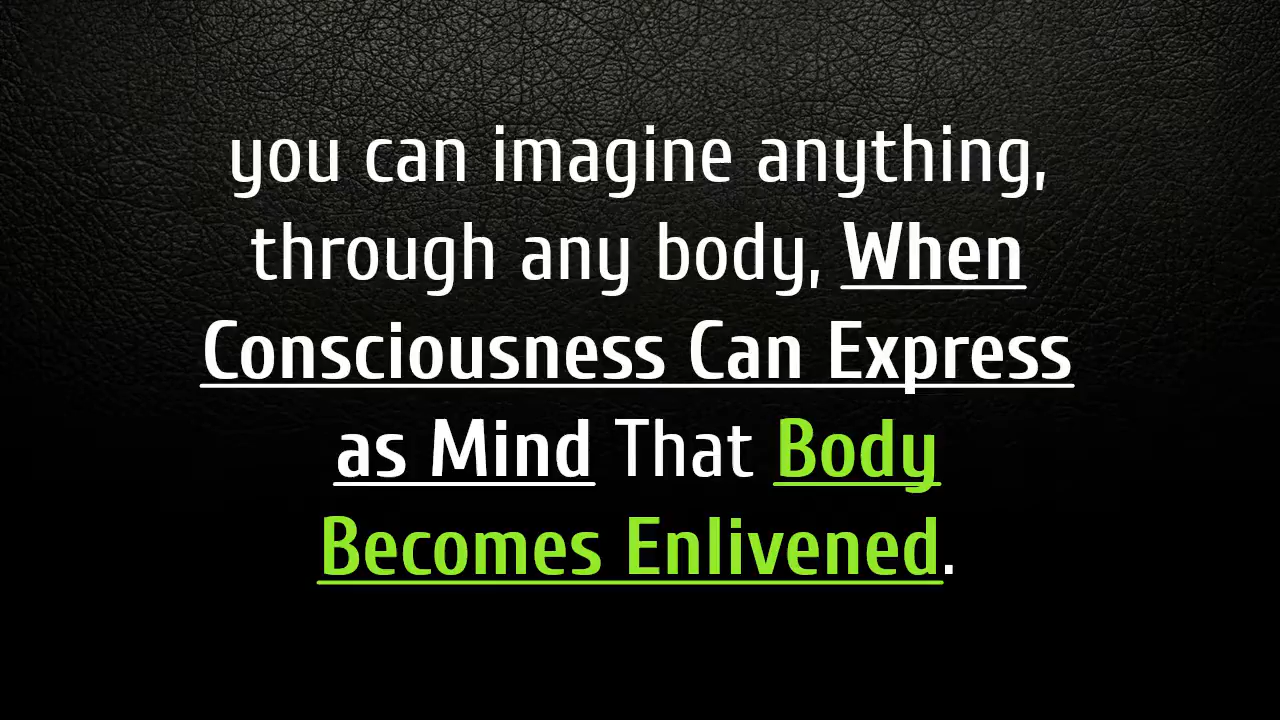 you can imagine anything,
through any body, When
Consciousness Can Express
as Mind That Body
Becomes Enlivened.